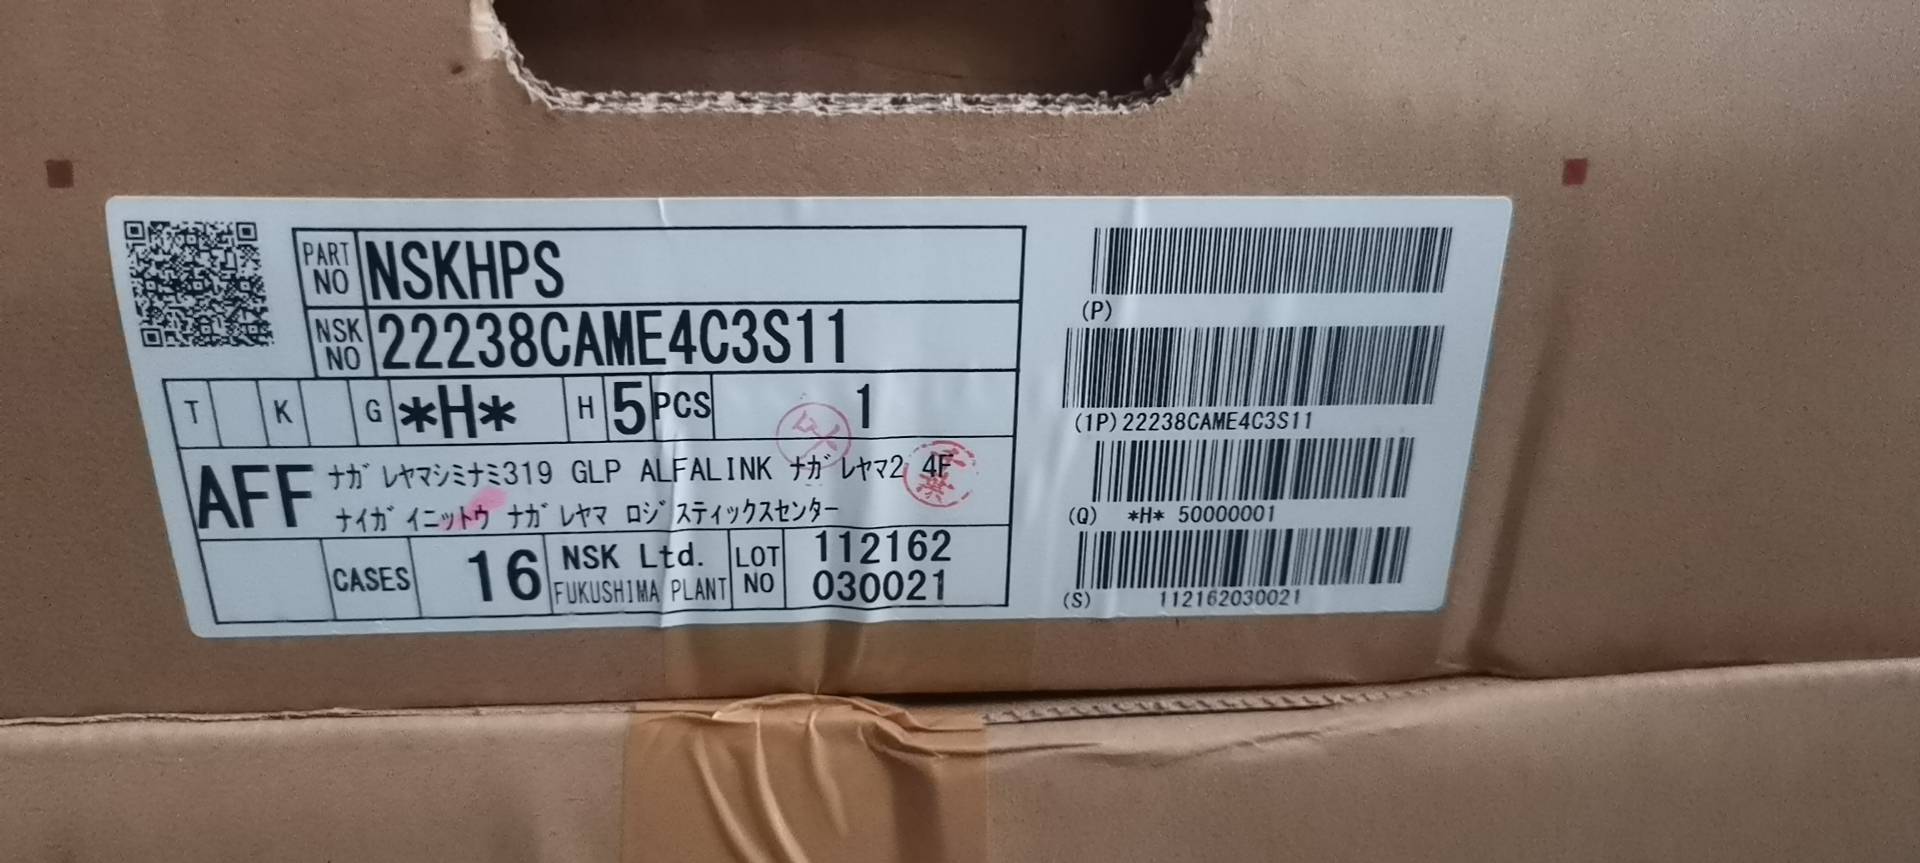 PART NO NSKHPS
NSK NO 22238CAME4C3S11
T K G *H* H 5 PCS 1
AFF ナガレヤマシミナミ319 GLP ALFALINK ナガレヤマ2 4F
ナイガイニットウ ナガレヤマ ロジスティックスセンター
CASES 16 NSK Ltd. FUKUSHIMA PLANT LOT NO 112162 030021
(P)
(1P) 22238CAME4C3S11
(Q) *H* 50000001
(S) 112162030021